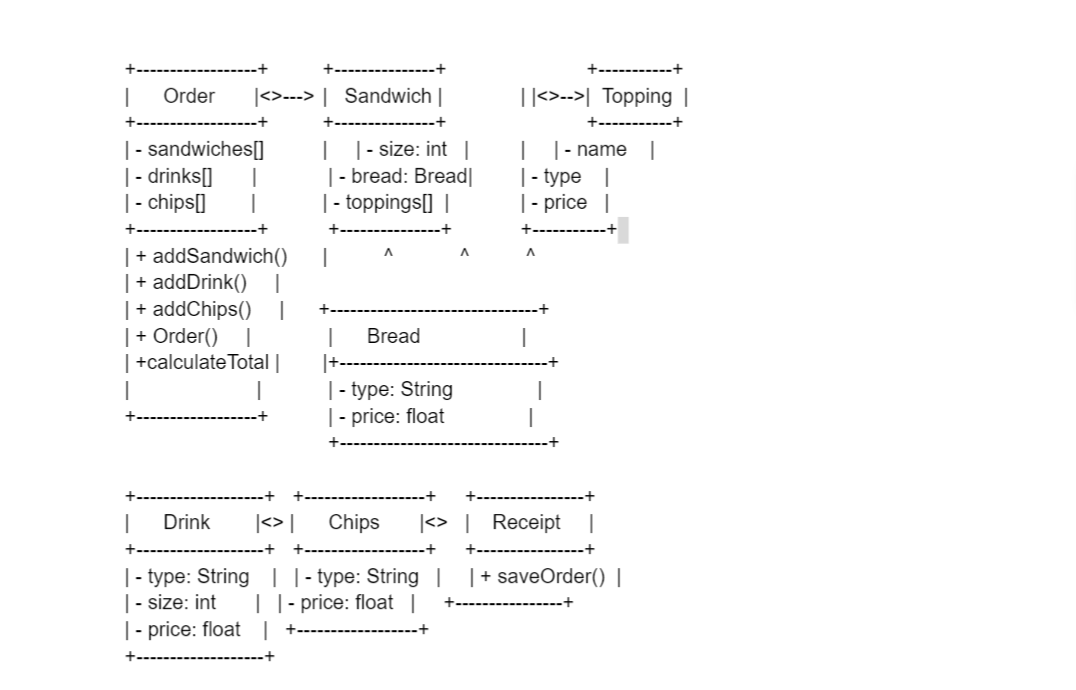 +------------------+ +---------------+ +-----------+
| Order |<>---> | Sandwich | | |<>-->| Topping |
+------------------+ +---------------+ +-----------+
| - sandwiches[] | | - size: int | | | - name |
| - drinks[] | | - bread: Bread| | - type |
| - chips[] | | - toppings[] | | - price |
+------------------+ +---------------+ +-----------+
| + addSandwich() | ^ ^ ^
| + addDrink() |
| + addChips() | +-------------------------------+
| + Order() | | Bread |
| +calculateTotal | |+-------------------------------+
| | | - type: String |
+------------------+ | - price: float |
+-------------------------------+
+-------------------+ +------------------+ +----------------+
| Drink |<> | Chips |<> | Receipt |
+-------------------+ +------------------+ +----------------+
| - type: String | | - type: String | | + saveOrder() |
| - size: int | | - price: float | +----------------+
| - price: float | +------------------+
+-------------------+